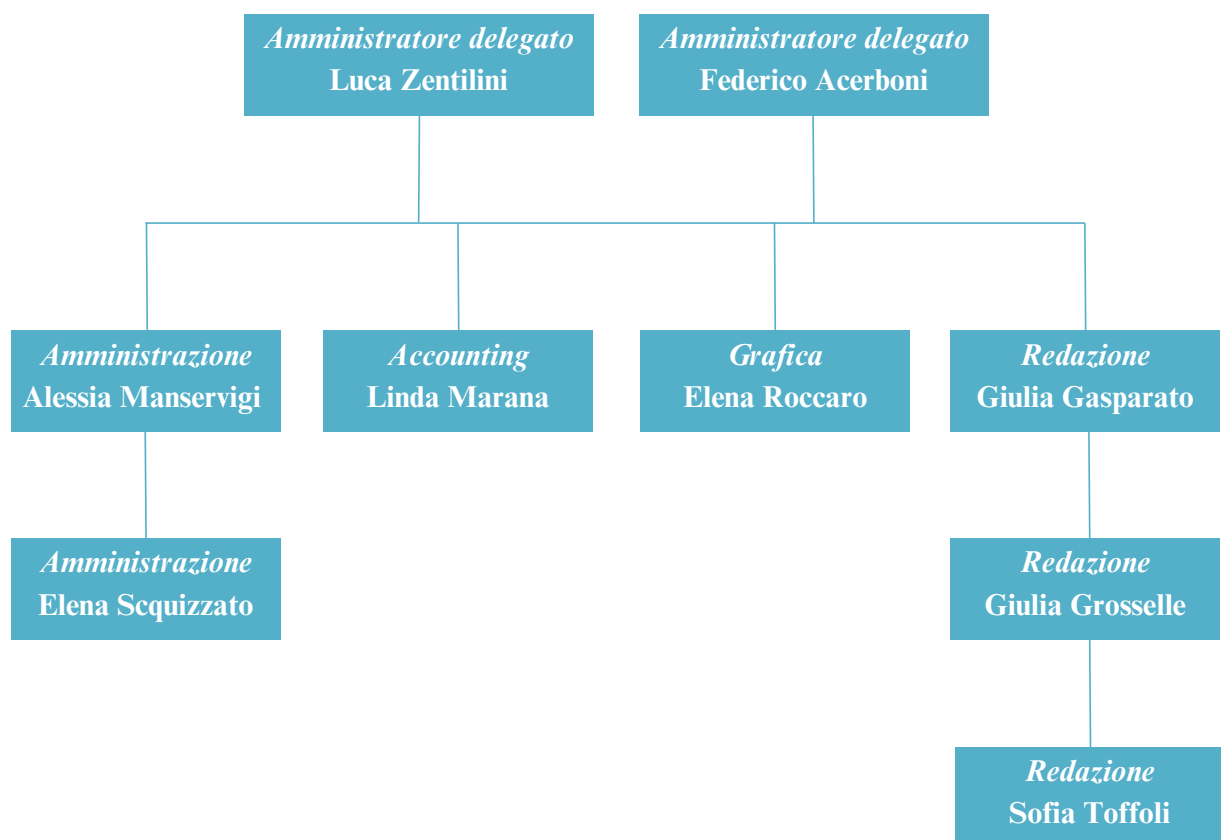 Amministratore delegato
Luca Zentilini
Amministratore delegato
Federico Acerboni
Amministrazione
Alessia Manservigi
Accounting
Linda Marana
Grafica
Elena Roccaro
Redazione
Giulia Gasparato
Amministrazione
Elena Scquizzato
Redazione
Giulia Grosselle
Redazione
Sofia Toffoli